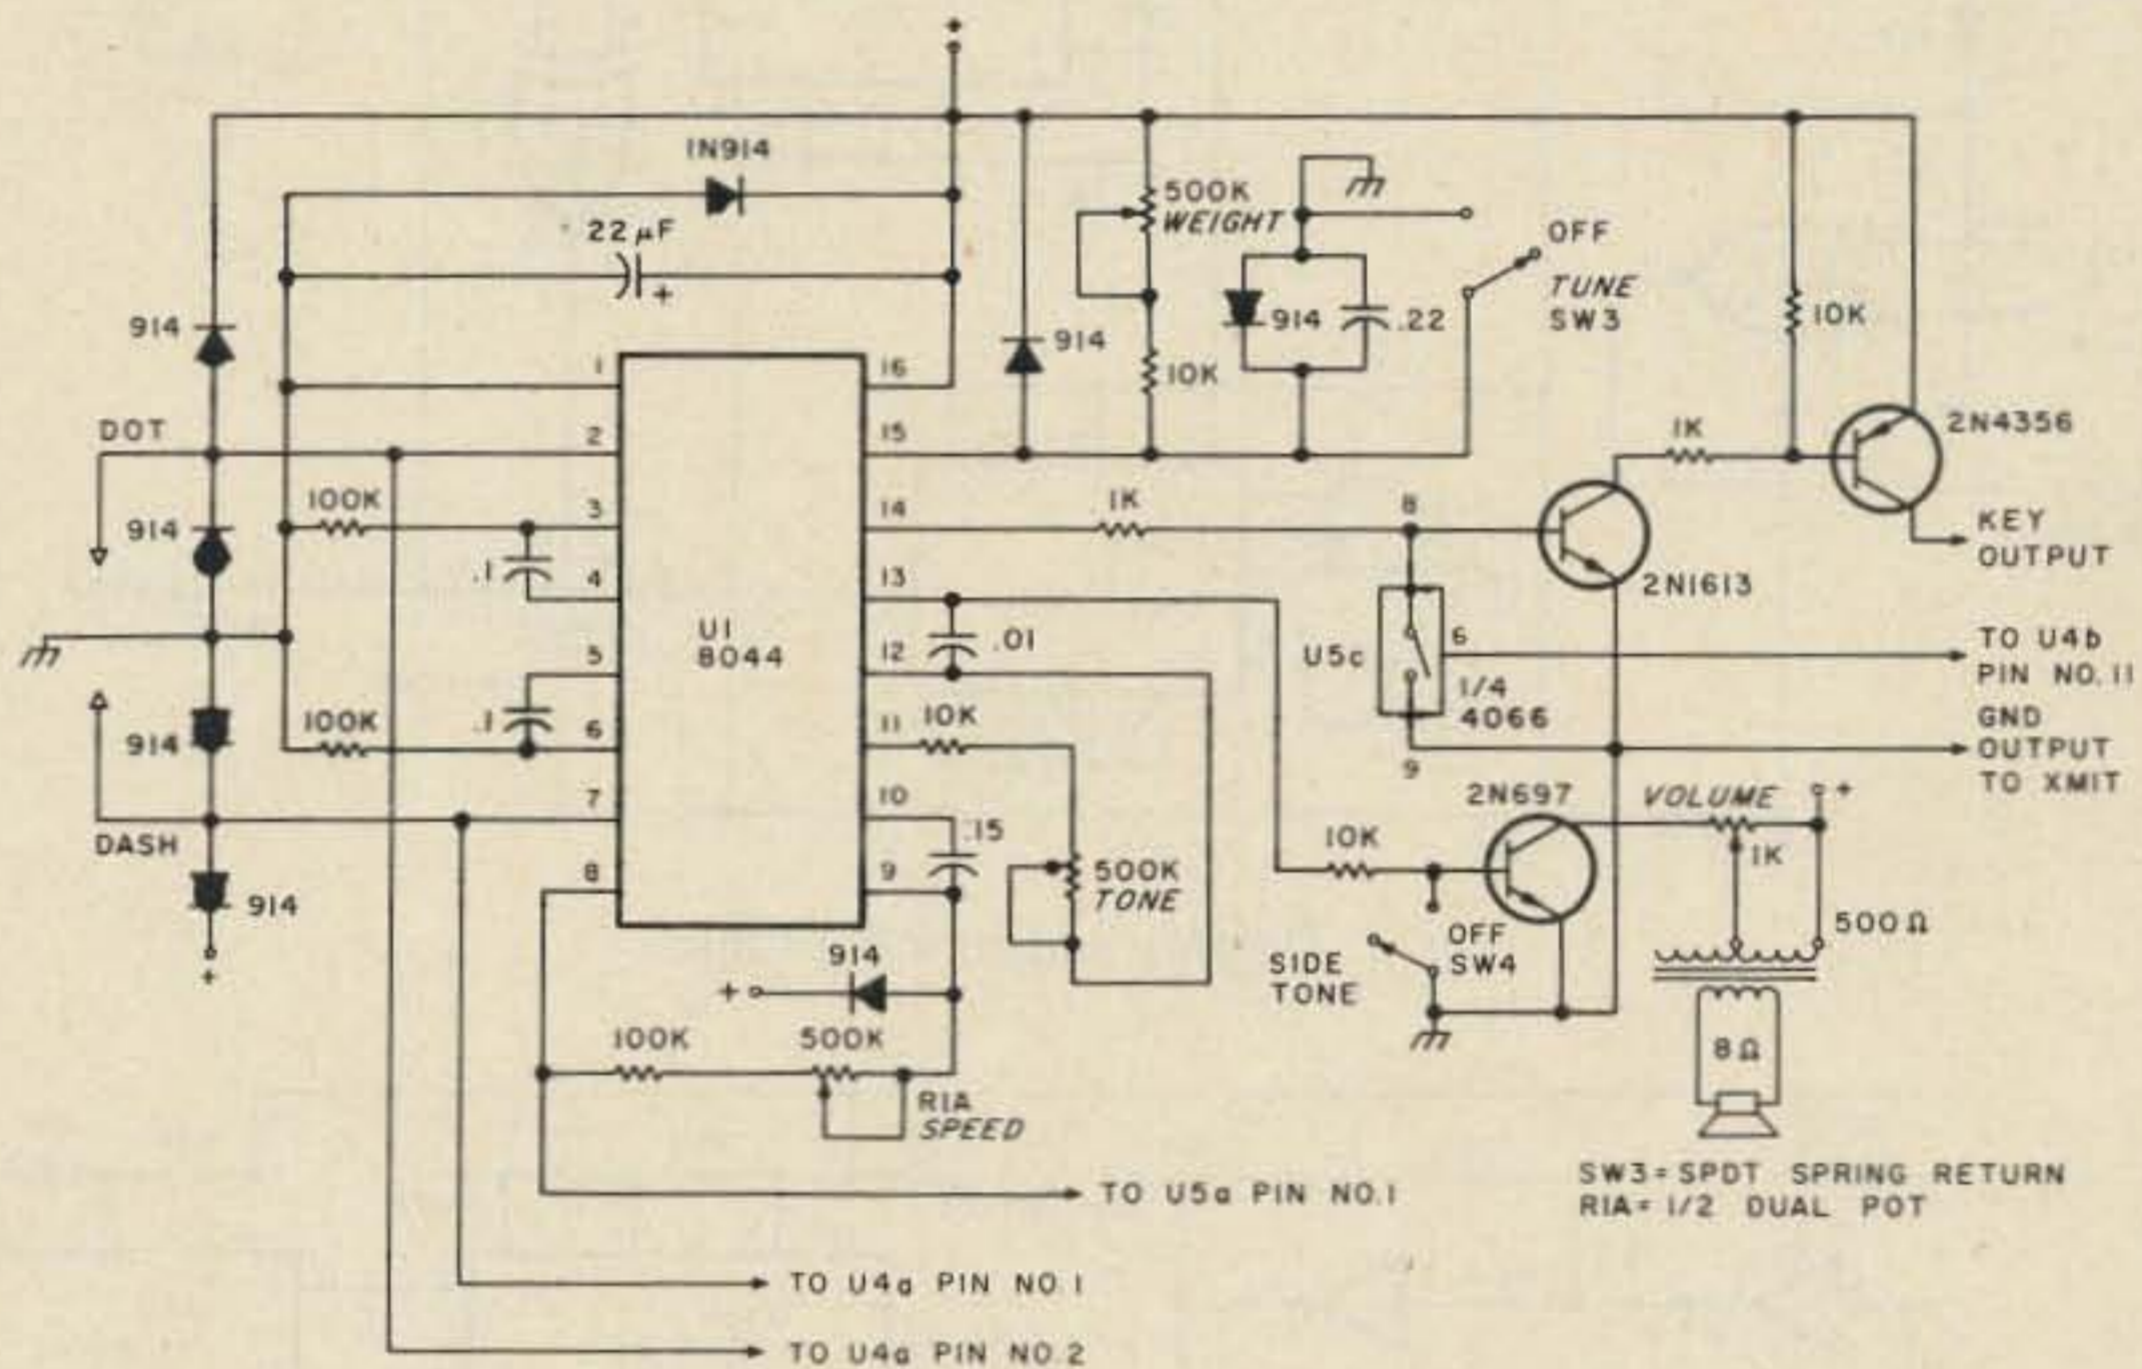 +
1N914
22 µF
+
914
500K
WEIGHT
OFF
TUNE
SW3
914
.22
10K
914
10K
1
16
2N4356
DOT
2
15
1K
914
100K
3
14
1K
8
KEY
OUTPUT
.1
4
13
2N1613
U1
8044
.01
12
5
U5c
6
TO U4b
PIN NO. 11
1/4
4066
914
100K
.1
6
11
10K
GND
OUTPUT
TO XMIT
9
7
10
2N697
VOLUME
+
DASH
.15
10K
1K
8
9
500K
TONE
914
+
914
+
OFF
SW4
SIDE
TONE
500Ω
100K
500K
8Ω
R1A
SPEED
TO U5a PIN NO. 1
SW3 = SPDT SPRING RETURN
R1A = 1/2 DUAL POT
TO U4a PIN NO. 1
TO U4a PIN NO. 2